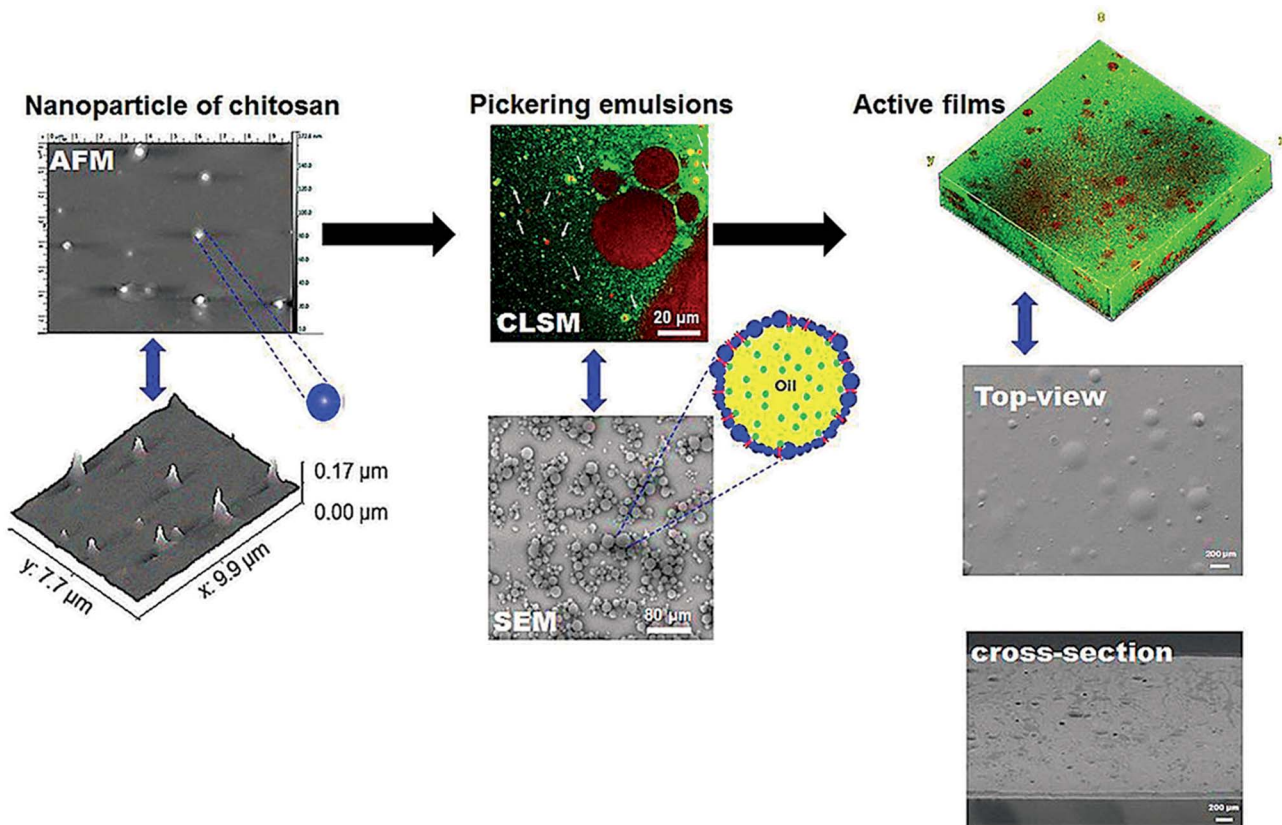 Nanoparticle of chitosan
Pickering emulsions
Active films
AFM
CLSM
20 µm
y
Oil
0.17 µm
0.00 µm
y: 7.7 µm
x: 9.9 µm
SEM
80 µm
Top-view
200 µm
cross-section
200 µm